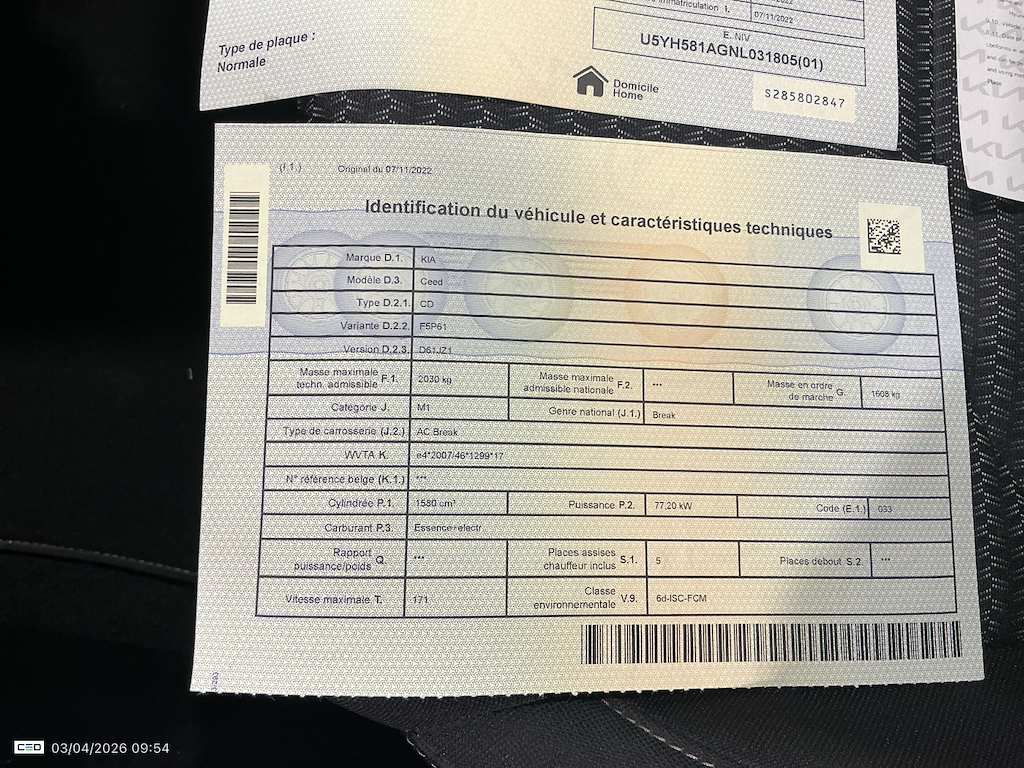 07/11/2022
Type de plaque :
Normale
E. NIV
U5YH581AGNL031805(01)
Domicile
Home
S285802847
(I.1.) Original du 07/11/2022
Identification du véhicule et caractéristiques techniques
Marque D.1. KIA
Modèle D.3. Ceed
Type D.2.1. CD
Variante D.2.2. F5P61
Version D.2.3. D61JZ1
Masse maximale techn. admissible F.1. 2030 kg Masse maximale admissible nationale F.2. *** Masse en ordre de marche G. 1608 kg
Catégorie J. M1 Genre national (J.1.) Break
Type de carrosserie (J.2.) AC Break
WVTA K. e4*2007/46*1299*17
N° référence belge (K.1.) ***
Cylindrée P.1. 1580 cm³ Puissance P.2. 77,20 kW Code (E.1.) 033
Carburant P.3. Essence+electr.
Rapport puissance/poids Q. *** Places assises chauffeur inclus S.1. 5 Places debout S.2. ***
Vitesse maximale T. 171 Classe environnementale V.9. 6d-ISC-FCM
CEO 03/04/2026 09:54